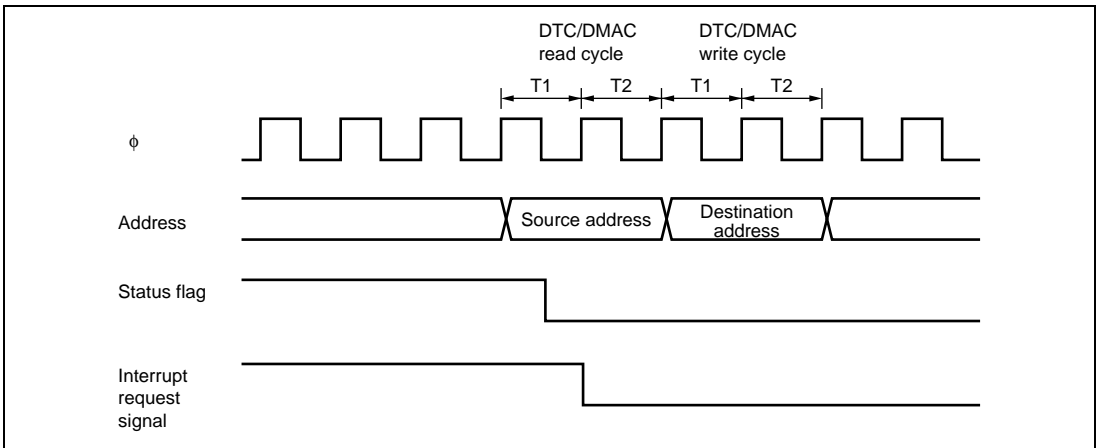 DTC/DMAC DTC/DMAC
read cycle write cycle
T1 T2 T1 T2
ϕ
Address
Source address
Destination
address
Status flag
Interrupt
request
signal